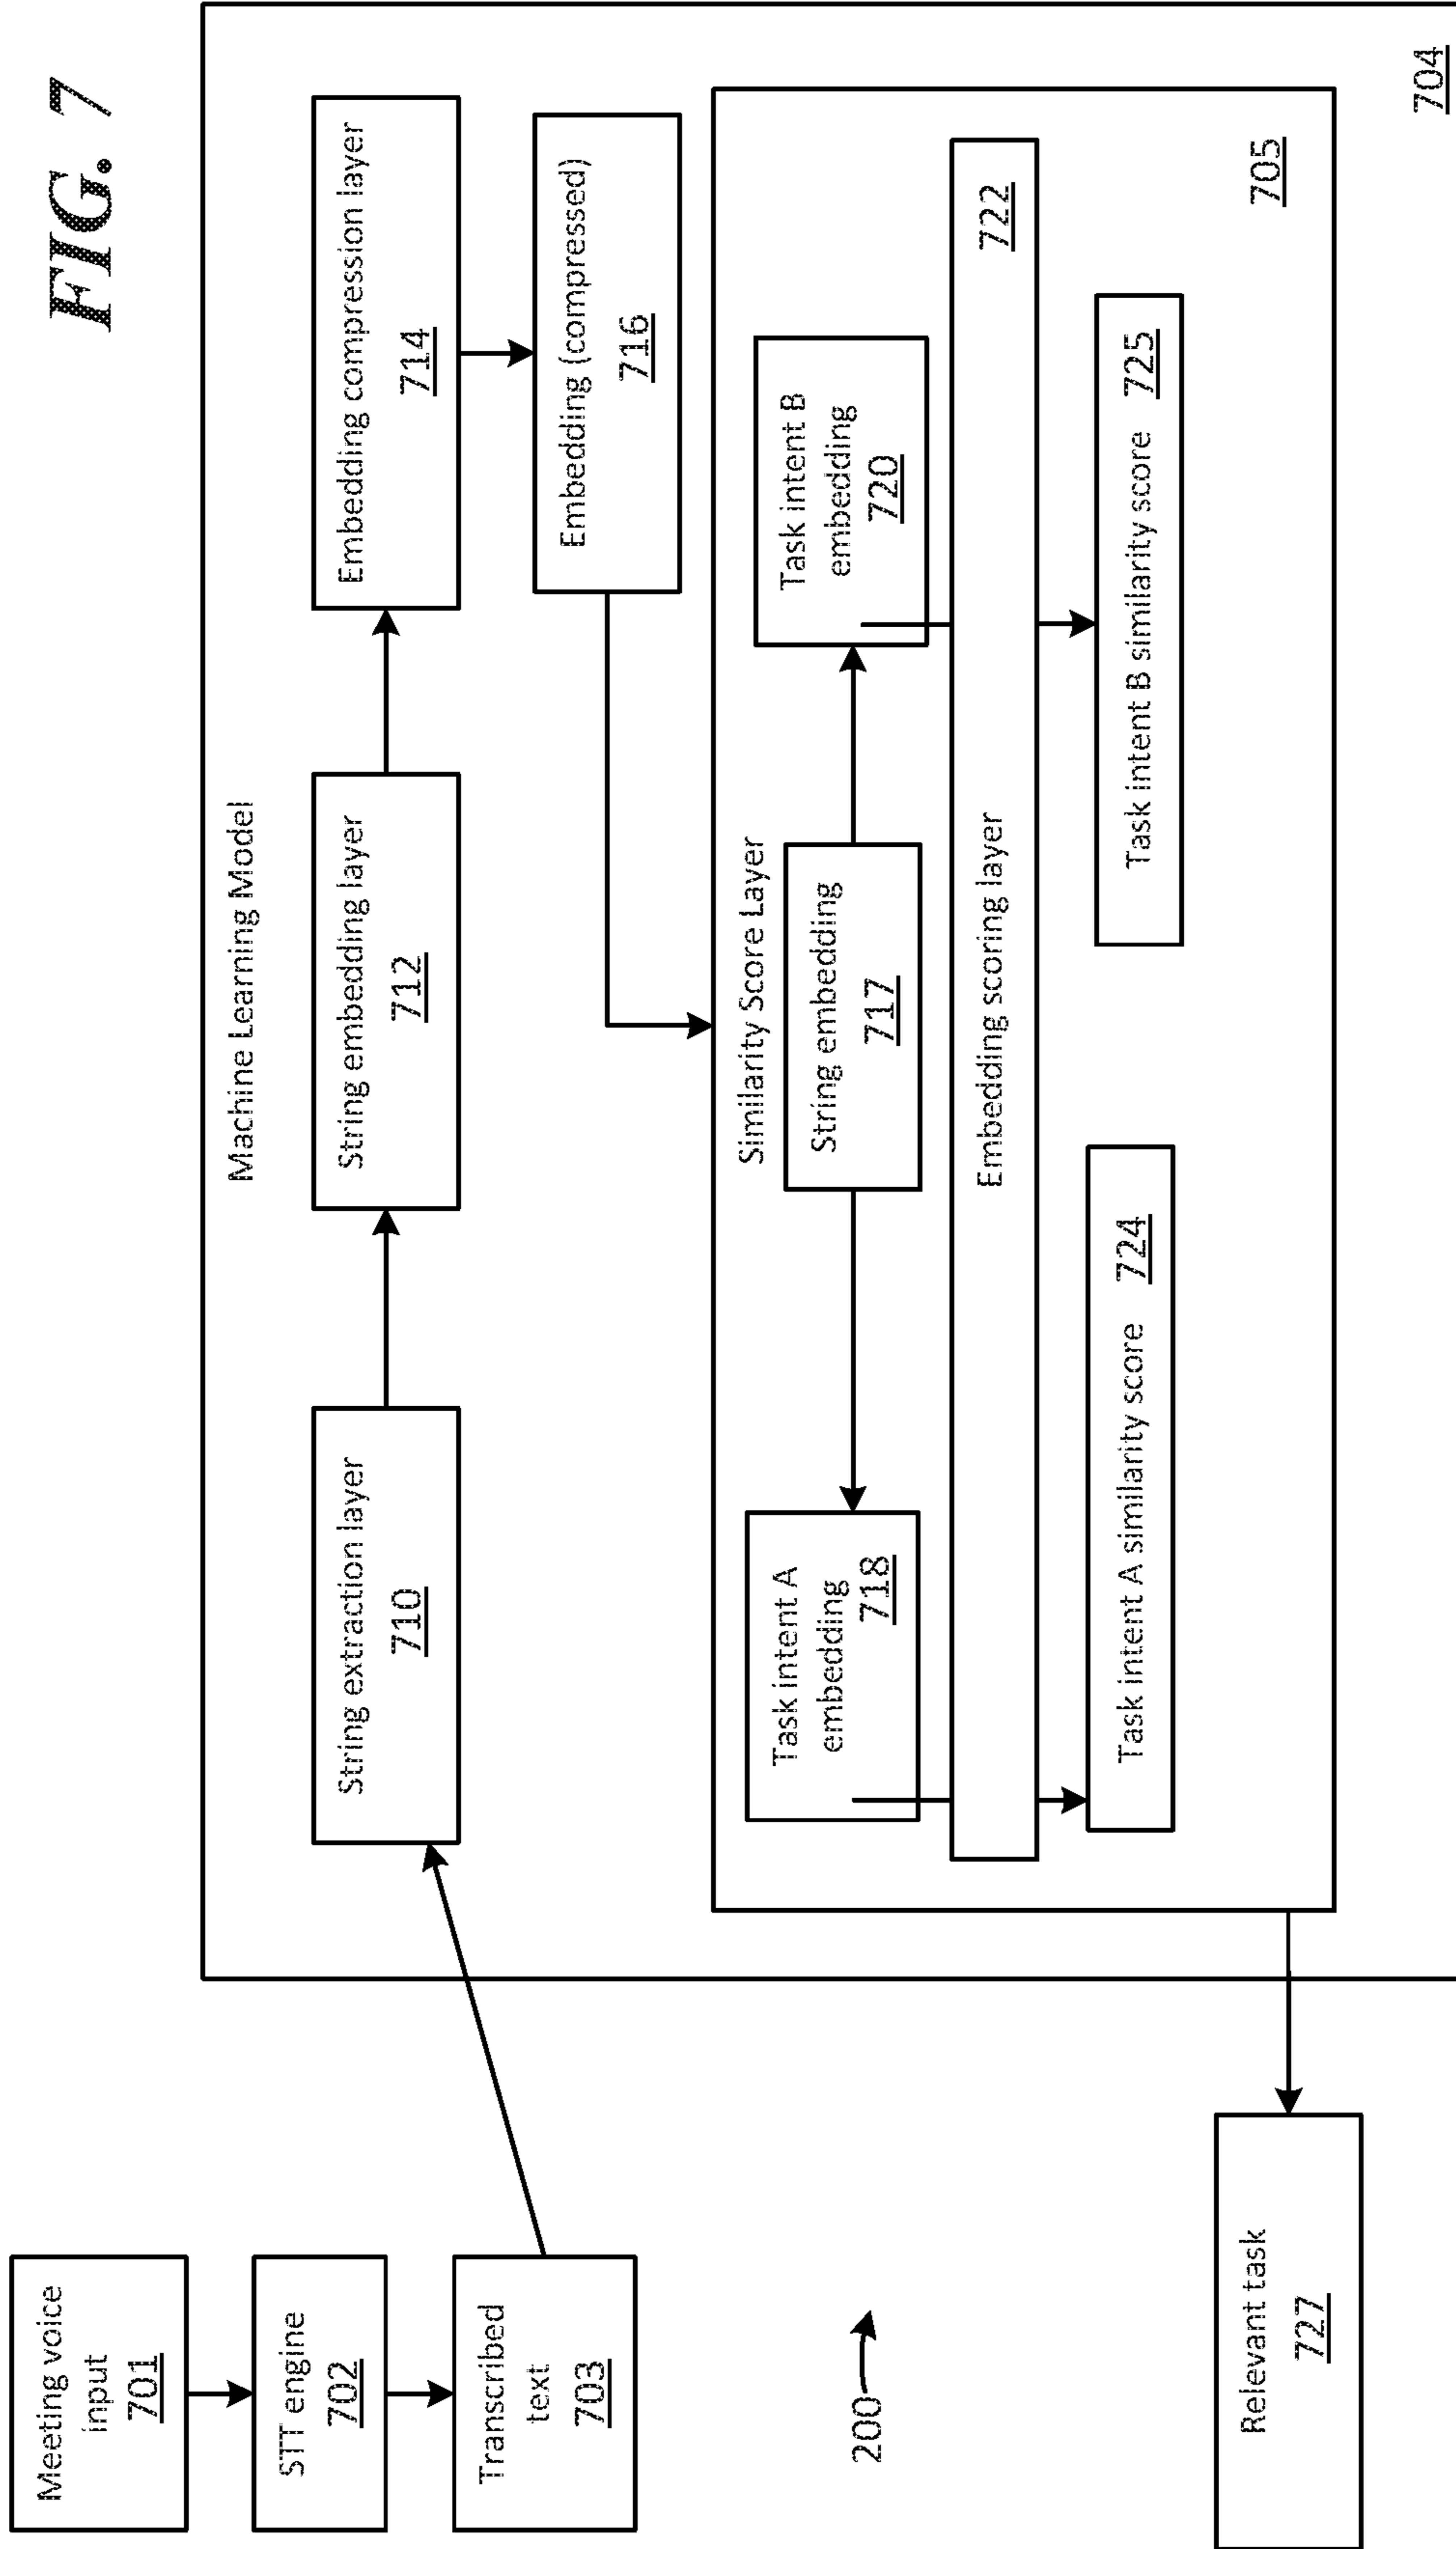 FIG. 7
Meeting voice
input
701
STT engine
702
Transcribed
text
703
200
Relevant task
727
Machine Learning Model
String extraction layer
710
String embedding layer
712
Embedding compression layer
714
Embedding (compressed)
716
Similarity Score Layer
Task intent A
embedding
718
String embedding
717
Task intent B
embedding
720
Embedding scoring layer
722
Task intent A similarity score
724
Task intent B similarity score
725
705
704